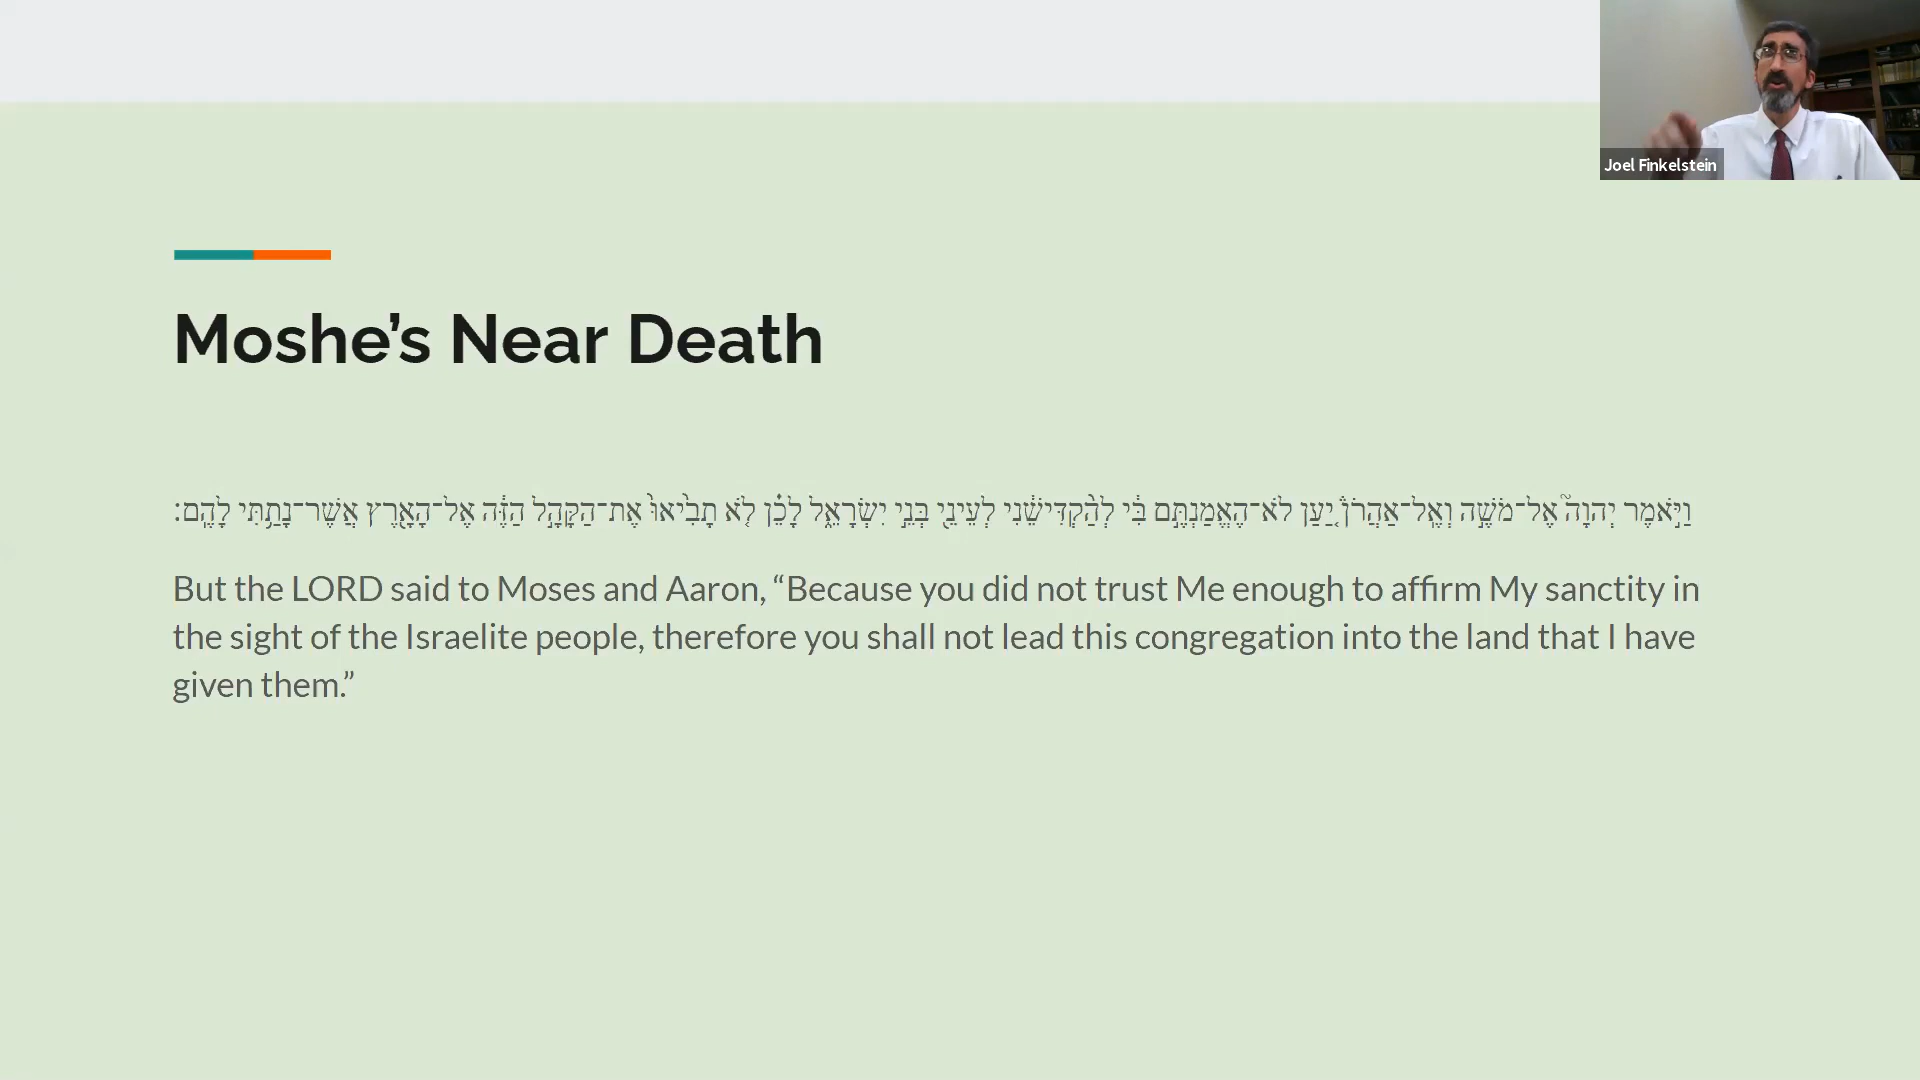 Joel Finkelstein
Moshe’s Near Death
וַיֹּ֣אמֶר יְהוָה֮ אֶל־מֹשֶׁ֣ה וְאֶֽל־אַהֲרֹן֒ יַ֚עַן לֹא־הֶאֱמַנְתֶּ֣ם בִּ֔י לְהַ֨קְדִּישֵׁ֔נִי לְעֵינֵ֖י בְּנֵ֣י יִשְׂרָאֵ֑ל לָכֵ֗ן לֹ֤א תָבִ֙יאוּ֙ אֶת־הַקָּהָ֣ל הַזֶּ֔ה אֶל־הָאָ֖רֶץ אֲשֶׁר־נָתַ֥תִּי לָהֶֽם׃
But the LORD said to Moses and Aaron, “Because you did not trust Me enough to affirm My sanctity in
the sight of the Israelite people, therefore you shall not lead this congregation into the land that I have
given them.”